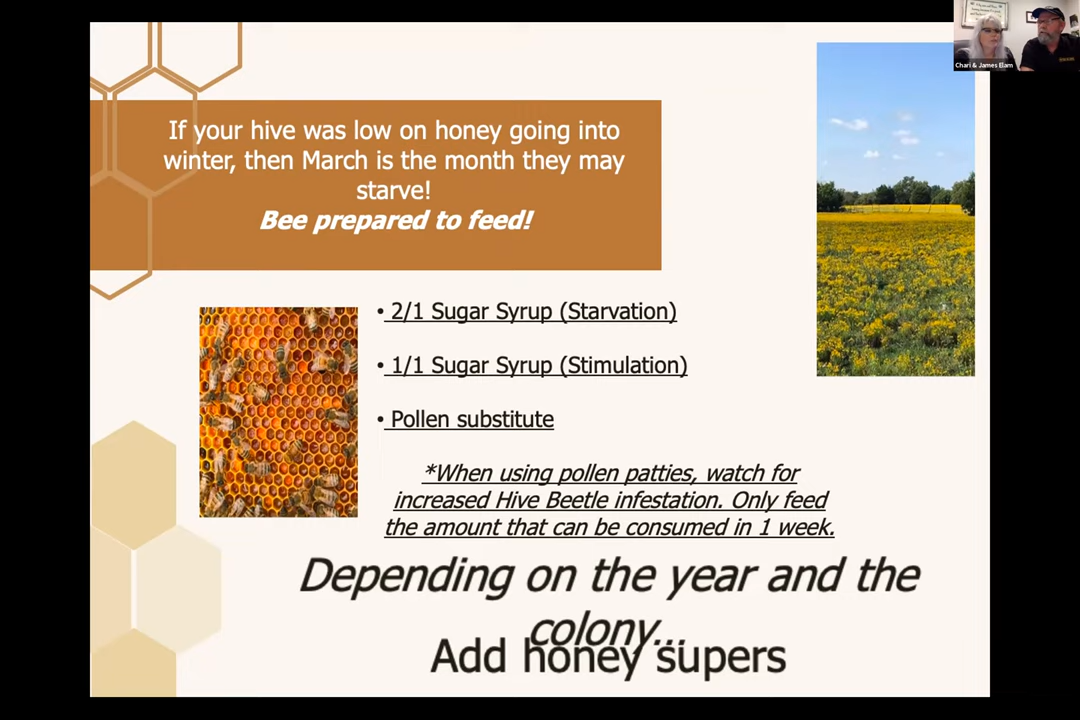 Chari & James Elam
If your hive was low on honey going into
winter, then March is the month they may
starve!
Bee prepared to feed!
• 2/1 Sugar Syrup (Starvation)
• 1/1 Sugar Syrup (Stimulation)
• Pollen substitute
*When using pollen patties, watch for
increased Hive Beetle infestation. Only feed
the amount that can be consumed in 1 week.
Depending on the year and the
colony...
Add honey supers